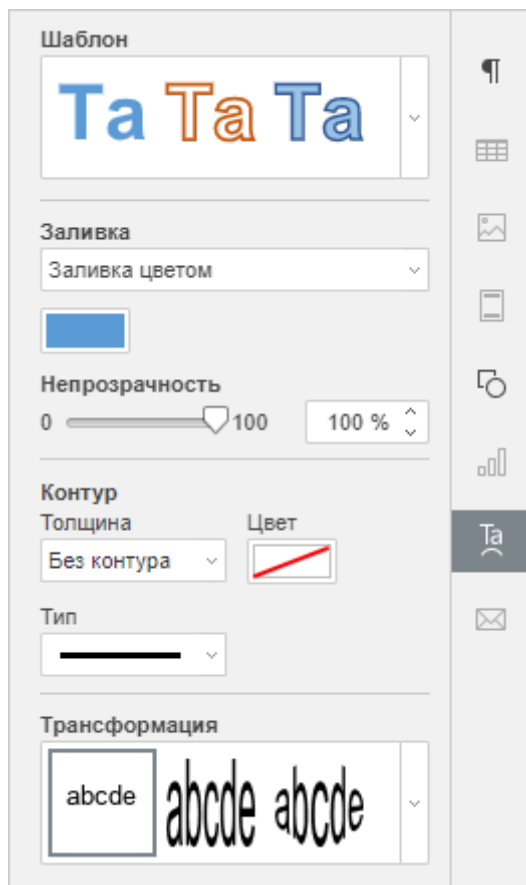 Шаблон
Ta Ta Ta
Заливка
Заливка цветом
Непрозрачность
0 100 100 %
Контур
Толщина Цвет
Без контура
Тип
Трансформация
abcde abcde abcde
¶
Ta